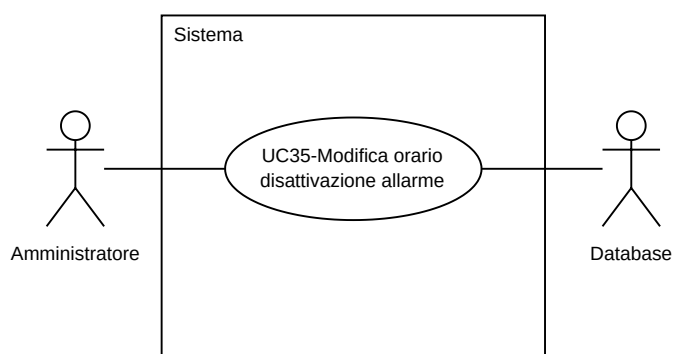 Sistema
UC35-Modifica orario
disattivazione allarme
Amministratore
Database